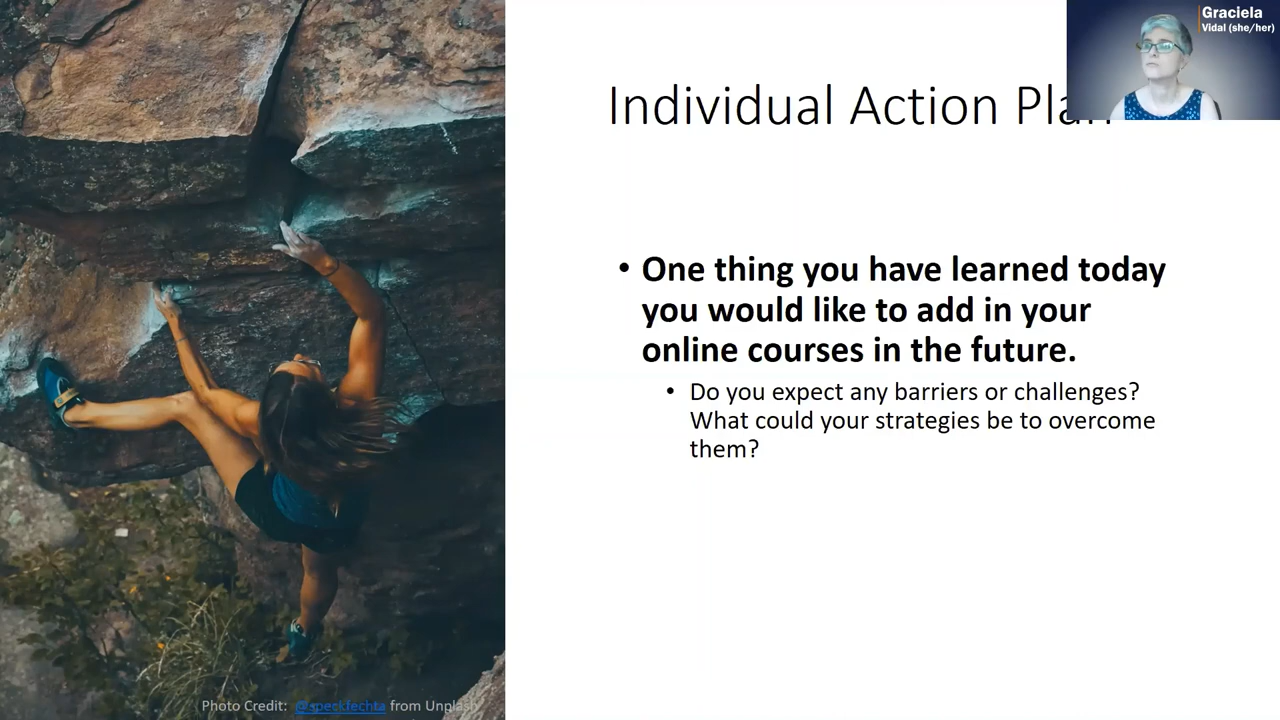 Graciela
Vidal (she/her)
Individual Action Plan
• One thing you have learned today
you would like to add in your
online courses in the future.
• Do you expect any barriers or challenges?
What could your strategies be to overcome
them?
Photo Credit: @speckfechta from Unplash